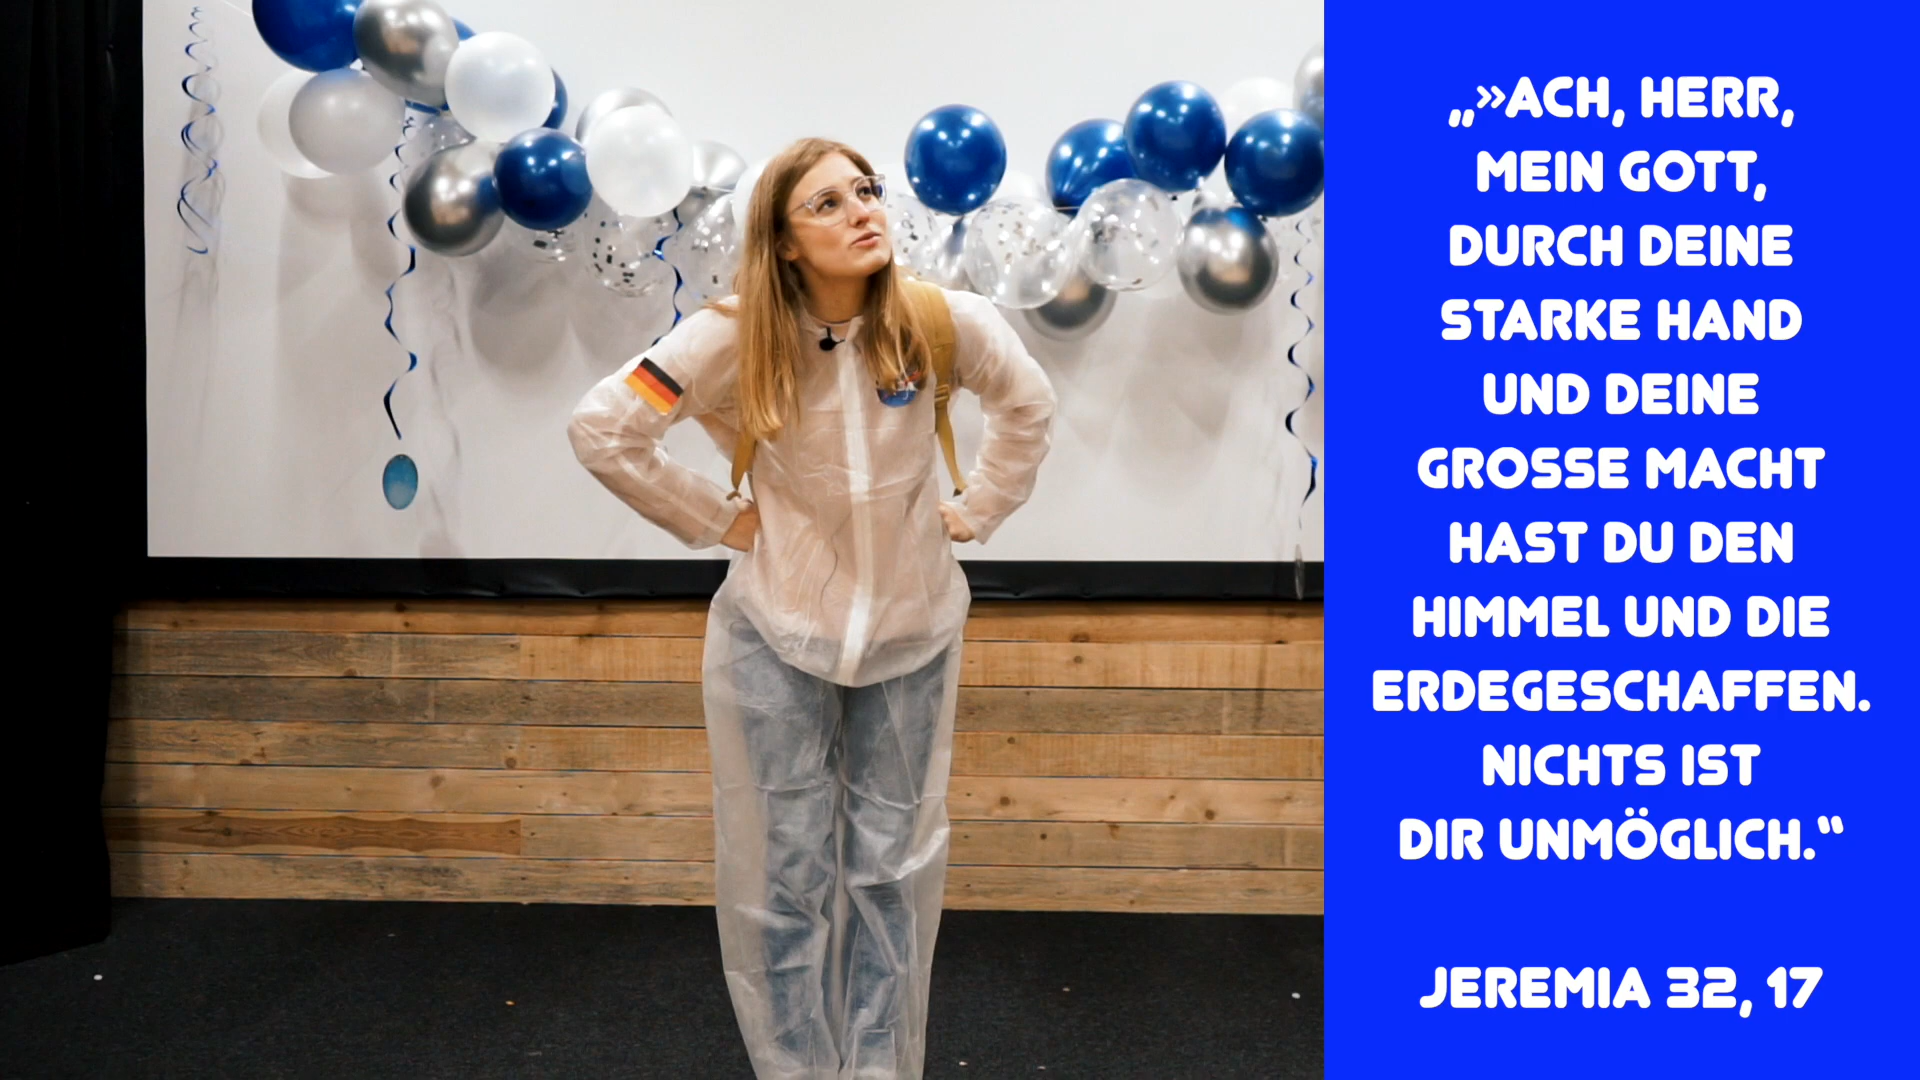 „»ACH, HERR,
MEIN GOTT,
DURCH DEINE
STARKE HAND
UND DEINE
GROSSE MACHT
HAST DU DEN
HIMMEL UND DIE
ERDEGESCHAFFEN.
NICHTS IST
DIR UNMÖGLICH.“
JEREMIA 32, 17